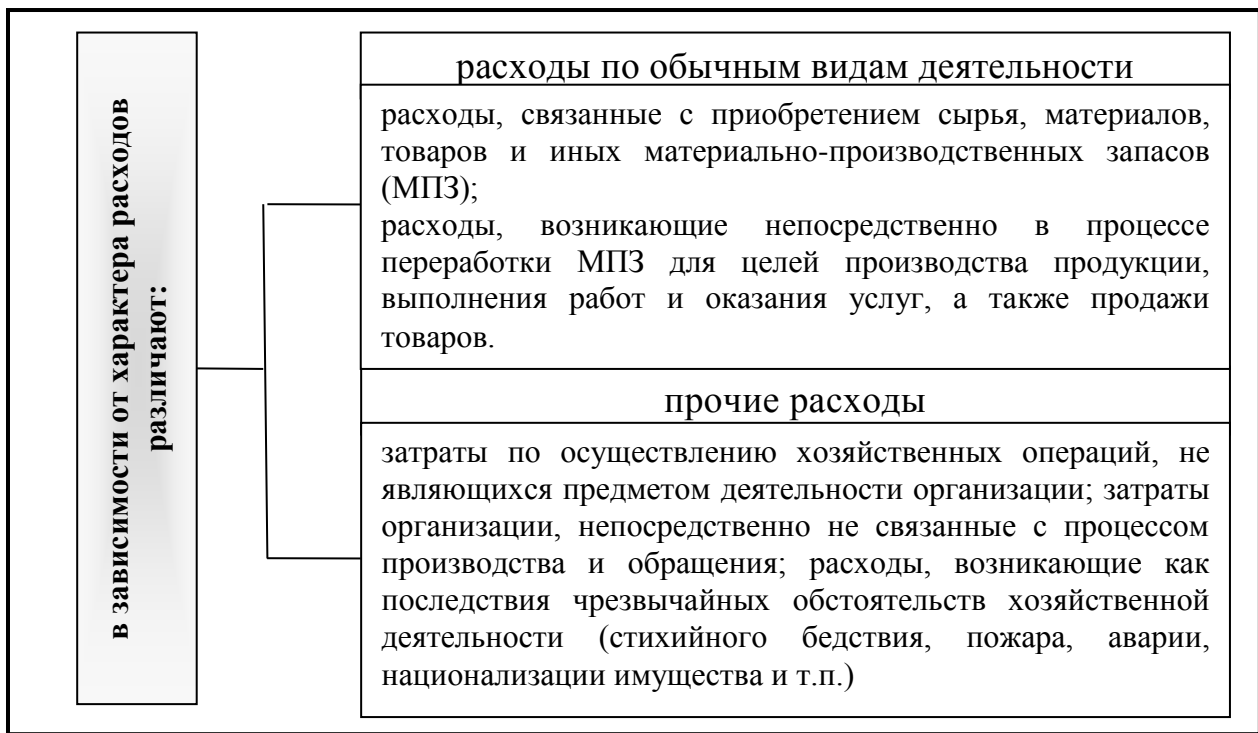 в зависимости от характера расходов
различают:
расходы по обычным видам деятельности
расходы, связанные с приобретением сырья, материалов,
товаров и иных материально-производственных запасов
(МПЗ);
расходы, возникающие непосредственно в процессе
переработки МПЗ для целей производства продукции,
выполнения работ и оказания услуг, а также продажи
товаров.
прочие расходы
затраты по осуществлению хозяйственных операций, не
являющихся предметом деятельности организации; затраты
организации, непосредственно не связанные с процессом
производства и обращения; расходы, возникающие как
последствия чрезвычайных обстоятельств хозяйственной
деятельности (стихийного бедствия, пожара, аварии,
национализации имущества и т.п.)